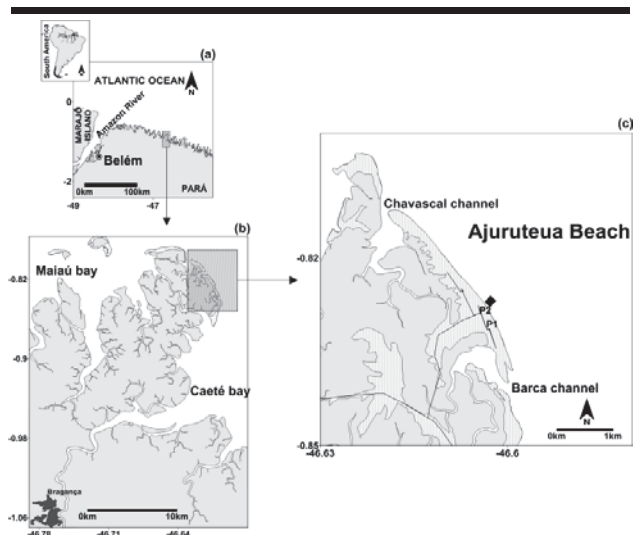 South America
N
(a)
ATLANTIC OCEAN
N
0
MARAJÓ
ISLAND
Amazon River
Belém
0km
100km
PARÁ
-2
-49
-47
(b)
Maiaú bay
-0.82
-0.9
Caeté bay
-0.98
Bragança
0km
10km
-1.06
-46.78
-46.71
-46.64
(c)
Chavascal channel
Ajuruteua Beach
-0.82
P2
P1
Barca channel
N
0km
1km
-0.85
-46.63
-46.6